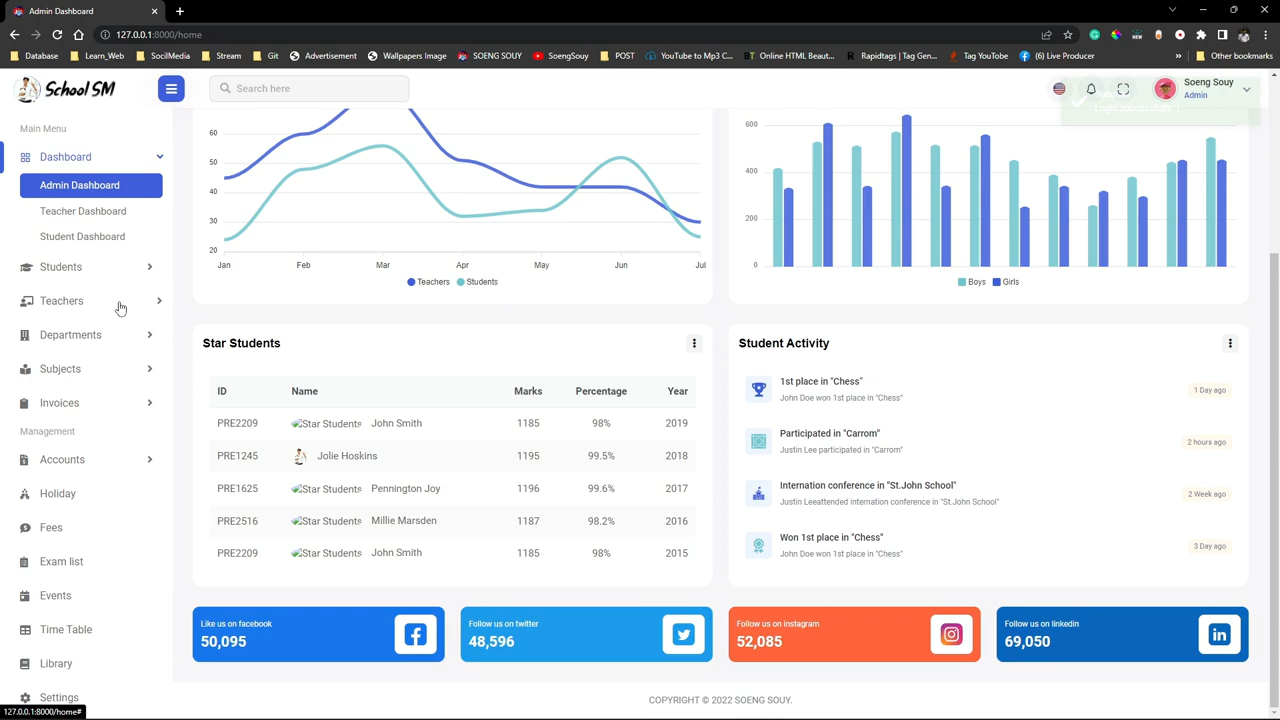 Admin Dashboard
127.0.0.1:8000/home
Database Learn_Web SocilMedia Stream Git Advertisement Wallpapers Image SOENG SOUY SoengSouy POST YouTube to Mp3 C... Online HTML Beaut... Rapidtags | Tag Gen... Tag YouTube (6) Live Producer » Other bookmarks
School SM
Search here
Soeng Souy
Admin
Login successfully :)
Main Menu
Dashboard
Admin Dashboard
Teacher Dashboard
Student Dashboard
Students
Teachers
Departments
Subjects
Invoices
Management
Accounts
Holiday
Fees
Exam list
Events
Time Table
Library
Settings
127.0.0.1:8000/home#
60
50
40
30
20
Jan Feb Mar Apr May Jun Jul
Teachers Students
600
400
200
0
Boys Girls
Star Students
ID Name Marks Percentage Year
PRE2209 Star Students John Smith 1185 98% 2019
PRE1245 Jolie Hoskins 1195 99.5% 2018
PRE1625 Star Students Pennington Joy 1196 99.6% 2017
PRE2516 Star Students Millie Marsden 1187 98.2% 2016
PRE2209 Star Students John Smith 1185 98% 2015
Student Activity
1st place in "Chess"
John Doe won 1st place in "Chess"
1 Day ago
Participated in "Carrom"
Justin Lee participated in "Carrom"
2 hours ago
Internation conference in "St.John School"
Justin Leeattended internation conference in "St.John School"
2 Week ago
Won 1st place in "Chess"
John Doe won 1st place in "Chess"
3 Day ago
Like us on facebook
50,095
Follow us on twitter
48,596
Follow us on instagram
52,085
Follow us on linkedin
69,050
COPYRIGHT © 2022 SOENG SOUY.